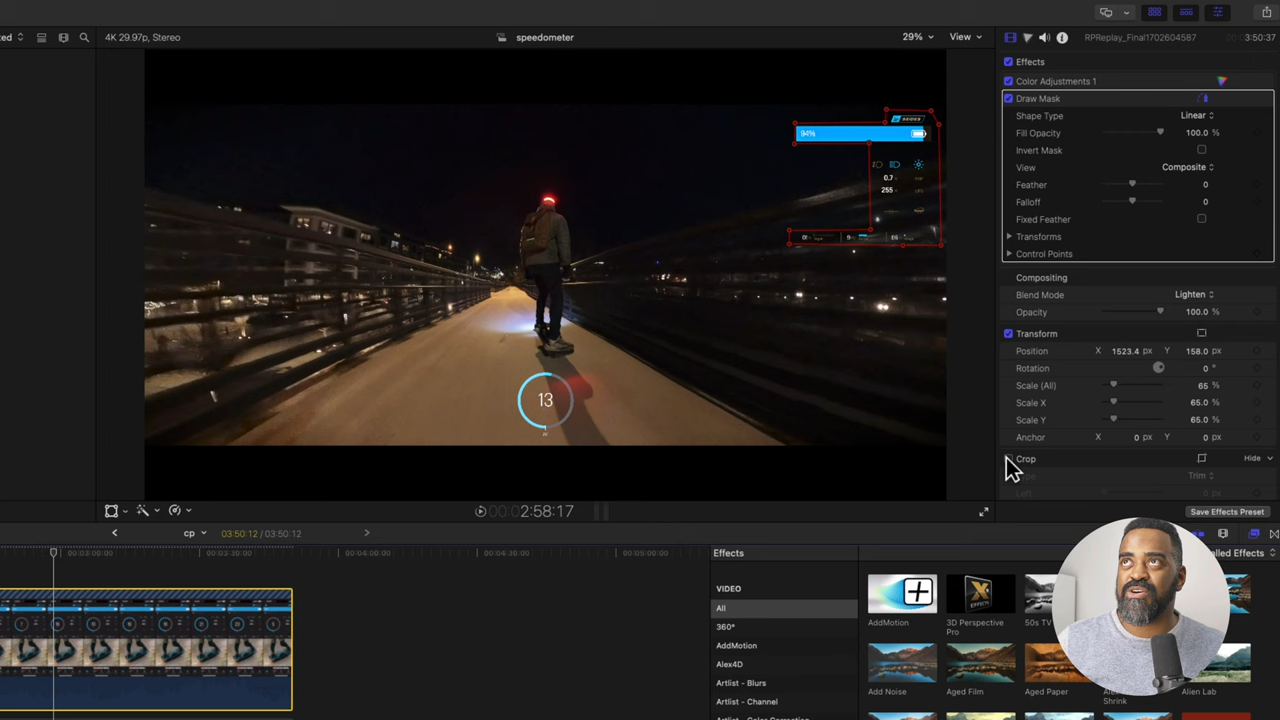 ted
4K 29.97p, Stereo
speedometer
29%
View
RPReplay_Final1702604587
3:50:37
Effects
Color Adjustments 1
Draw Mask
Shape Type
Linear
Fill Opacity
100.0 %
Invert Mask
View
Composite
Feather
0
Falloff
0
Fixed Feather
Transforms
Control Points
Compositing
Blend Mode
Lighten
Opacity
100.0 %
Transform
Position
X
1523.4 px
Y
158.0 px
Rotation
0 °
Scale (All)
65 %
Scale X
65.0 %
Scale Y
65.0 %
Anchor
X
0 px
Y
0 px
Crop
Hide
Trim
Left
0 px
94%
0.7
255
13
2:58:17
Save Effects Preset
cp
03:50:12 / 03:50:12
00:03:00:00
00:03:30:00
00:04:00:00
00:04:30:00
00:05:00:00
Effects
lled Effects
VIDEO
All
360°
AddMotion
Alex4D
Artlist - Blurs
Artlist - Channel
Artlist - Color Correction
AddMotion
3D Perspective Pro
50s TV
Add Noise
Aged Film
Aged Paper
Shrink
Alien Lab